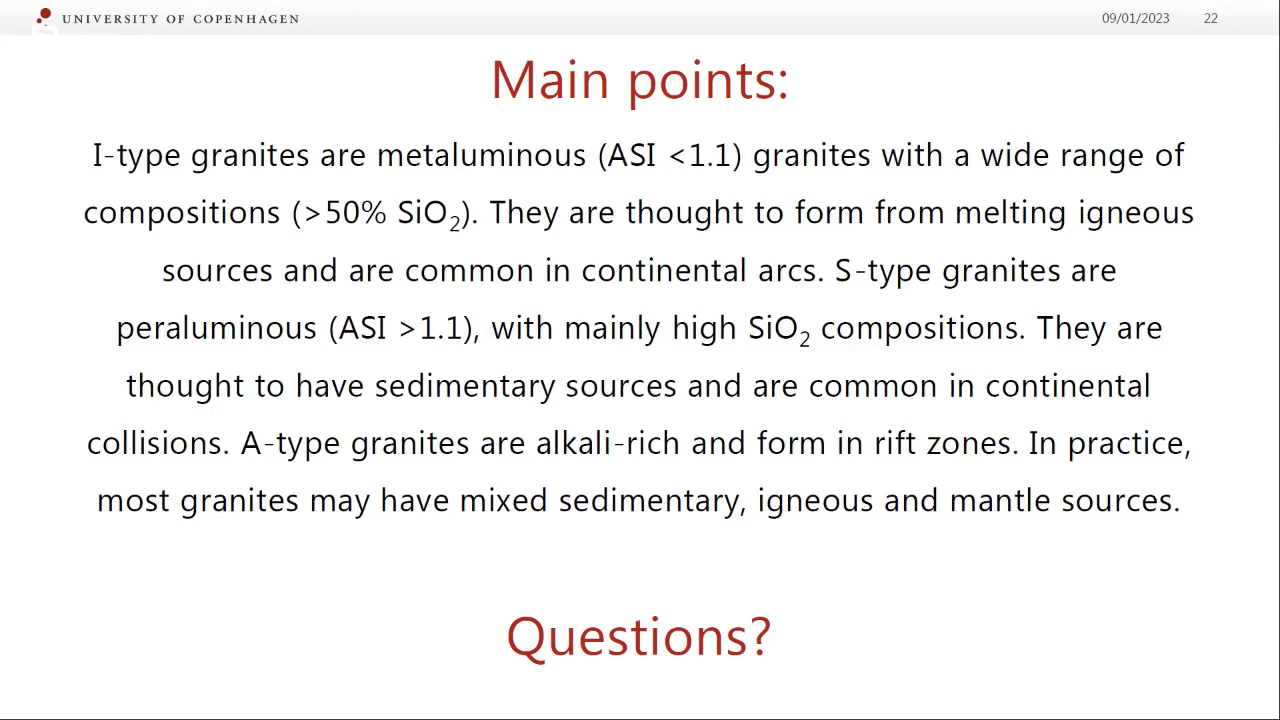 UNIVERSITY OF COPENHAGEN
09/01/2023 22
Main points:
I-type granites are metaluminous (ASI <1.1) granites with a wide range of
compositions (>50% SiO₂). They are thought to form from melting igneous
sources and are common in continental arcs. S-type granites are
peraluminous (ASI >1.1), with mainly high SiO₂ compositions. They are
thought to have sedimentary sources and are common in continental
collisions. A-type granites are alkali-rich and form in rift zones. In practice,
most granites may have mixed sedimentary, igneous and mantle sources.
Questions?